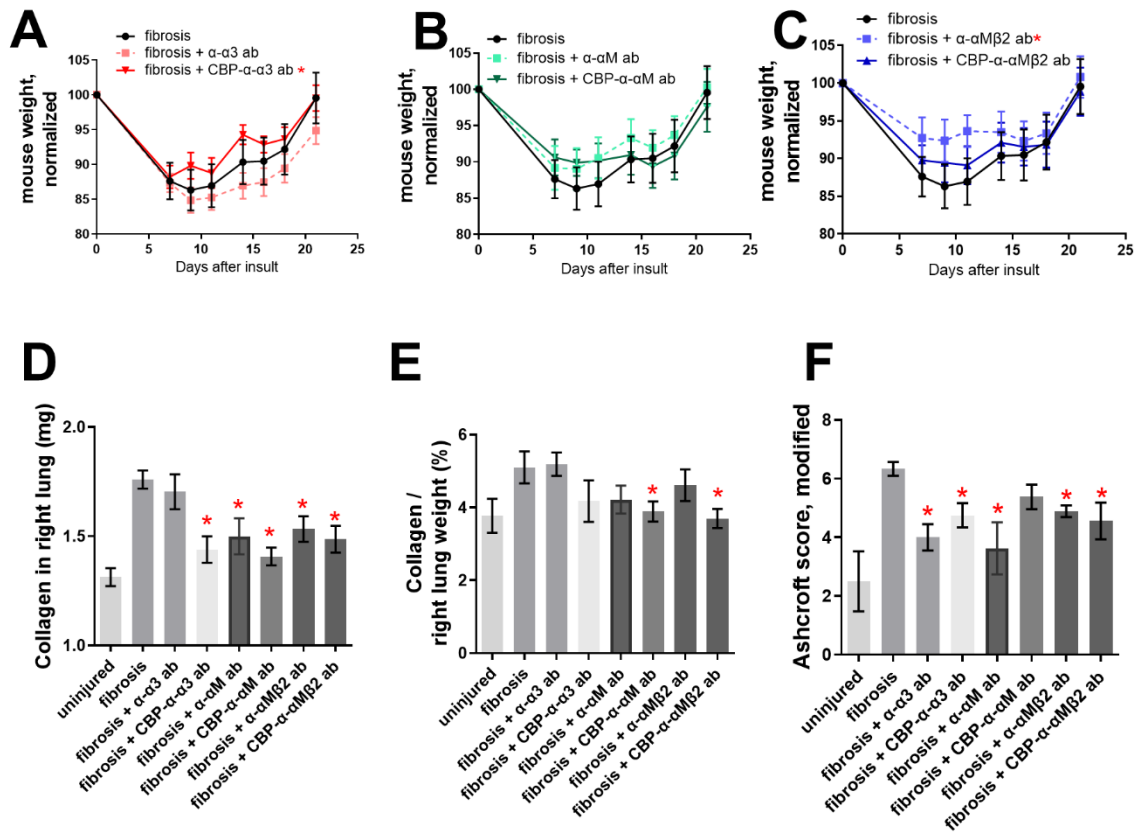 A
fibrosis
fibrosis + α-α3 ab
fibrosis + CBP-α-α3 ab *
mouse weight,
normalized
105
100
95
90
85
80
0
5
10
15
20
25
Days after insult
B
fibrosis
fibrosis + α-αM ab
fibrosis + CBP-α-αM ab
mouse weight,
normalized
105
100
95
90
85
80
0
5
10
15
20
25
Days after insult
C
fibrosis
fibrosis + α-αMβ2 ab*
fibrosis + CBP-α-αMβ2 ab
mouse weight,
normalized
105
100
95
90
85
80
0
5
10
15
20
25
Days after insult
D
Collagen in right lung (mg)
2.0
1.5
1.0
* * * * *
uninjured
fibrosis
fibrosis + α-α3 ab
fibrosis + CBP-α-α3 ab
fibrosis + α-αM ab
fibrosis + CBP-α-αM ab
fibrosis + α-αMβ2 ab
fibrosis + CBP-α-αMβ2 ab
E
Collagen /
right lung weight (%)
6
4
2
0
* *
uninjured
fibrosis
fibrosis + α-α3 ab
fibrosis + CBP-α-α3 ab
fibrosis + α-αM ab
fibrosis + CBP-α-αM ab
fibrosis + α-αMβ2 ab
fibrosis + CBP-α-αMβ2 ab
F
Ashcroft score, modified
8
6
4
2
0
* * * * *
uninjured
fibrosis
fibrosis + α-α3 ab
fibrosis + CBP-α-α3 ab
fibrosis + α-αM ab
fibrosis + CBP-α-αM ab
fibrosis + α-αMβ2 ab
fibrosis + CBP-α-αMβ2 ab